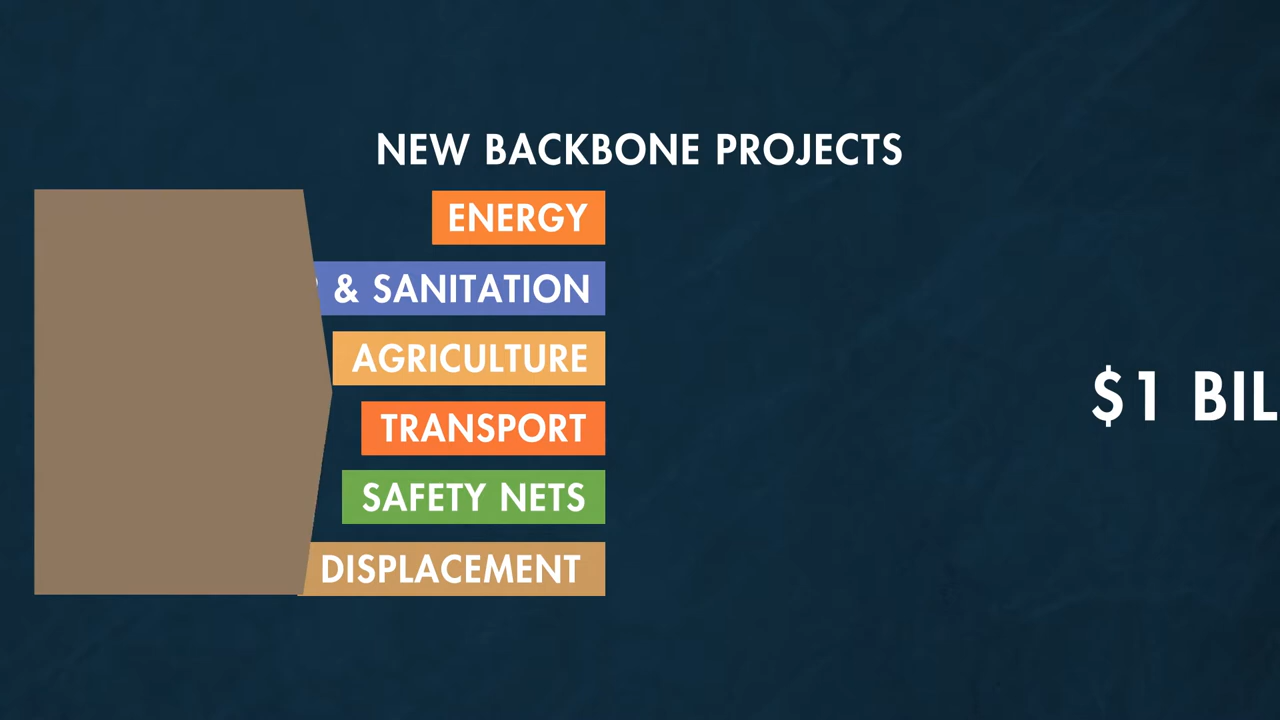 NEW BACKBONE PROJECTS
ENERGY
& SANITATION
AGRICULTURE
TRANSPORT
SAFETY NETS
DISPLACEMENT
$1 BIL